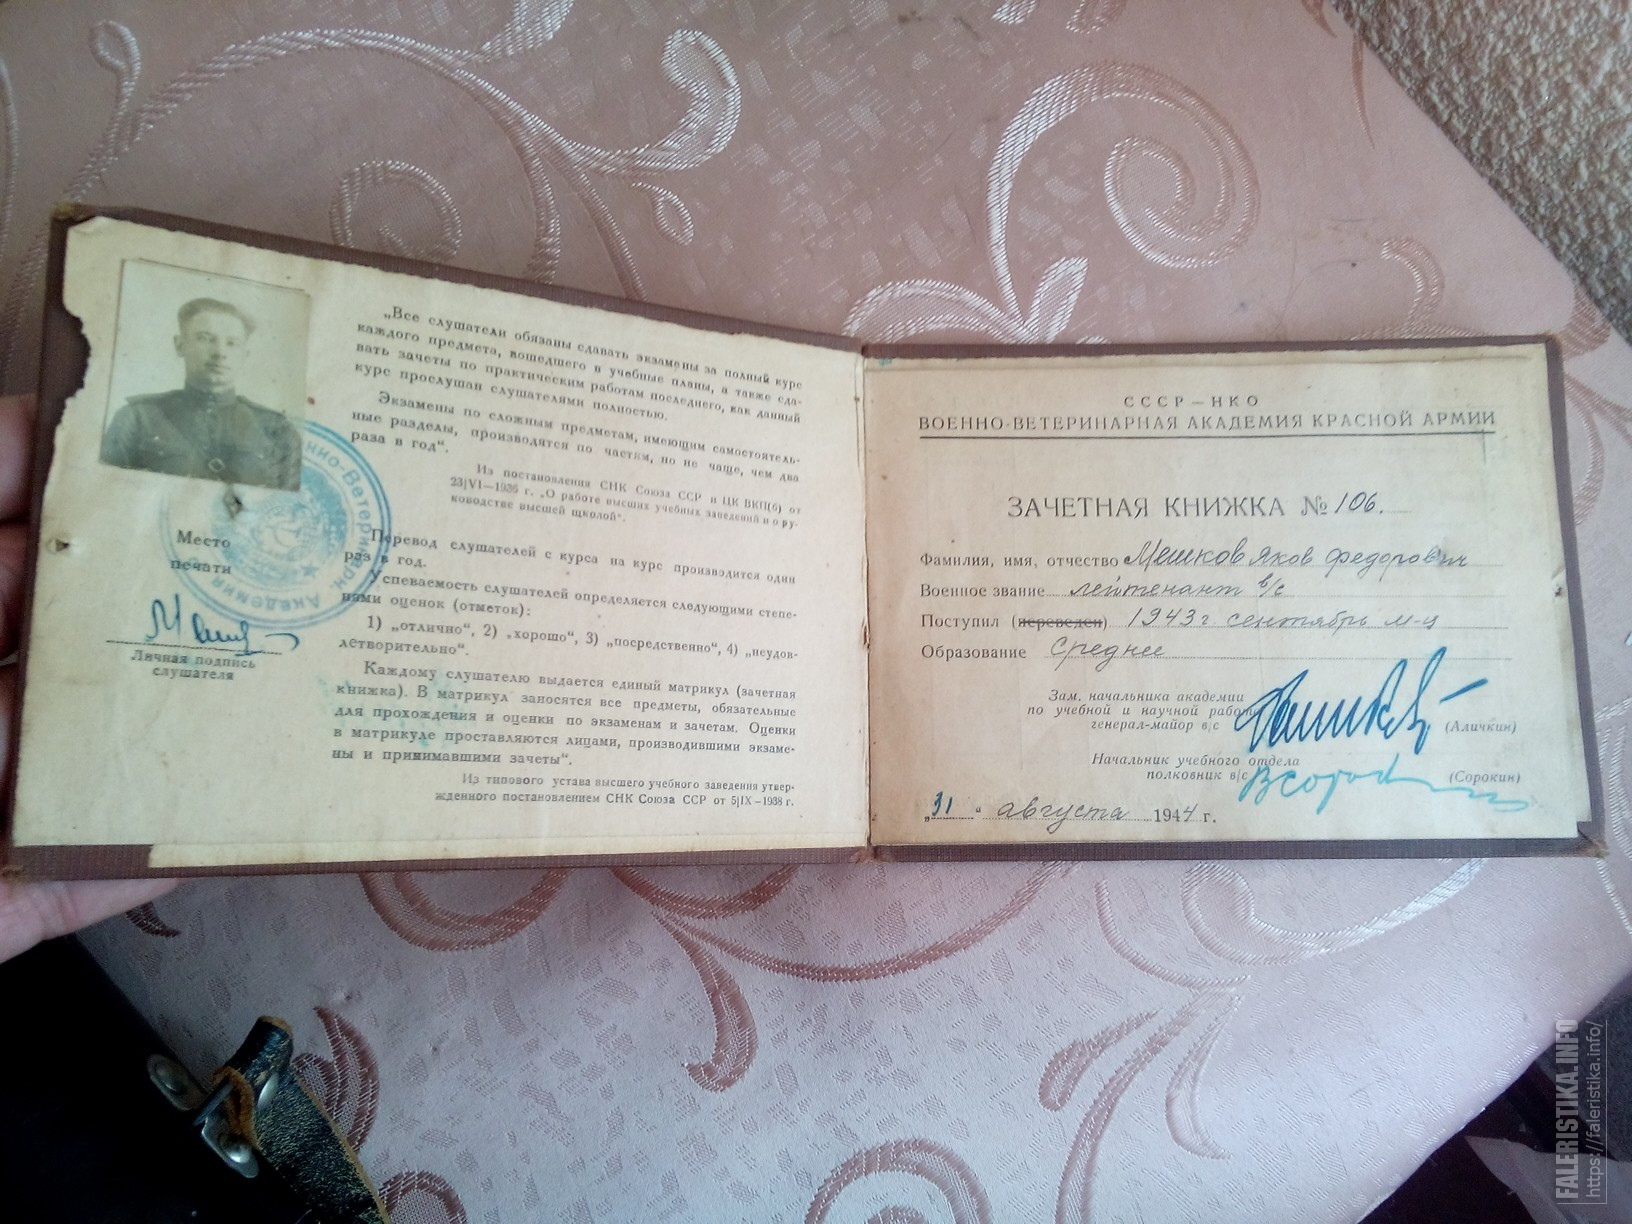 „Все слушатели обязаны сдавать экзамены за полный курс
каждого предмета, вошедшего в учебные планы, а также сда-
вать зачеты по практическим работам последнего, как данный
курс прослушан слушателями полностью.
Экзамены по сложным предметам, имеющим самостоятель-
ные разделы, производятся по частям, но не чаще, чем два
раза в год“.
Из постановления СНК Союза ССР и ЦК ВКП(б) от
23|VI—1936 г. „О работе высших учебных заведений и о ру-
ководстве высшей школой“.
Перевод слушателей с курса на курс производится один
раз в год.
Успеваемость слушателей определяется следующими степе-
нями оценок (отметок):
1) „отлично“, 2) „хорошо“, 3) „посредственно“, 4) „неудов-
летворительно“.
Каждому слушателю выдается единый матрикул (зачетная
книжка). В матрикул заносятся все предметы, обязательные
для прохождения и оценки по экзаменам и зачетам. Оценки
в матрикуле проставляются лицами, производившими экзаме-
ны и принимавшими зачеты“.
Из типового устава высшего учебного заведения утвер-
жденного постановлением СНК Союза ССР от 5|IX—1938 г.
Место
печати
Академия
но-Ветеринарн.
Личная подпись
слушателя
СССР — НКО
ВОЕННО-ВЕТЕРИНАРНАЯ АКАДЕМИЯ КРАСНОЙ АРМИИ
ЗАЧЕТНАЯ КНИЖКА № 106.
Фамилия, имя, отчество Мешков Яков Федорович
Военное звание лейтенант в/с
Поступил (переведен) 1943 г. сентябрь м-ц
Образование Среднее
Зам. начальника академии
по учебной и научной работе
генерал-майор в/с (Аличкин)
Начальник учебного отдела
полковник в|с (Сорокин)
„31“ августа 1944 г.
FALERISTIKA.INFO
https://faleristika.info/